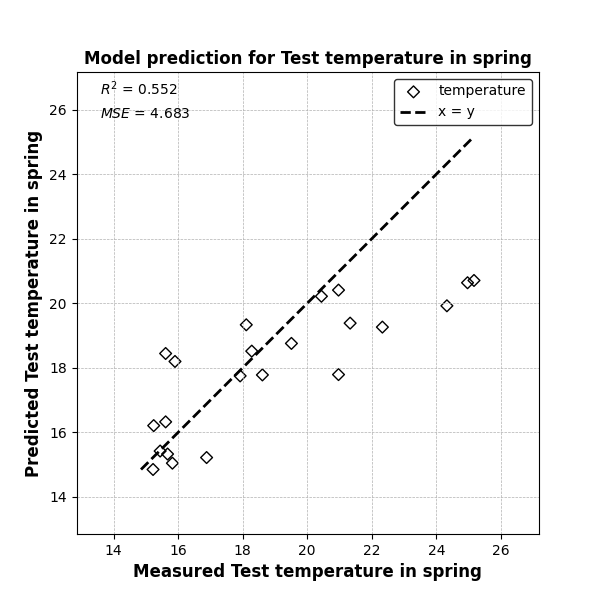 Model prediction for Test temperature in spring
R² = 0.552
MSE = 4.683
temperature
x = y
Predicted Test temperature in spring
26
24
22
20
18
16
14
14 16 18 20 22 24 26
Measured Test temperature in spring